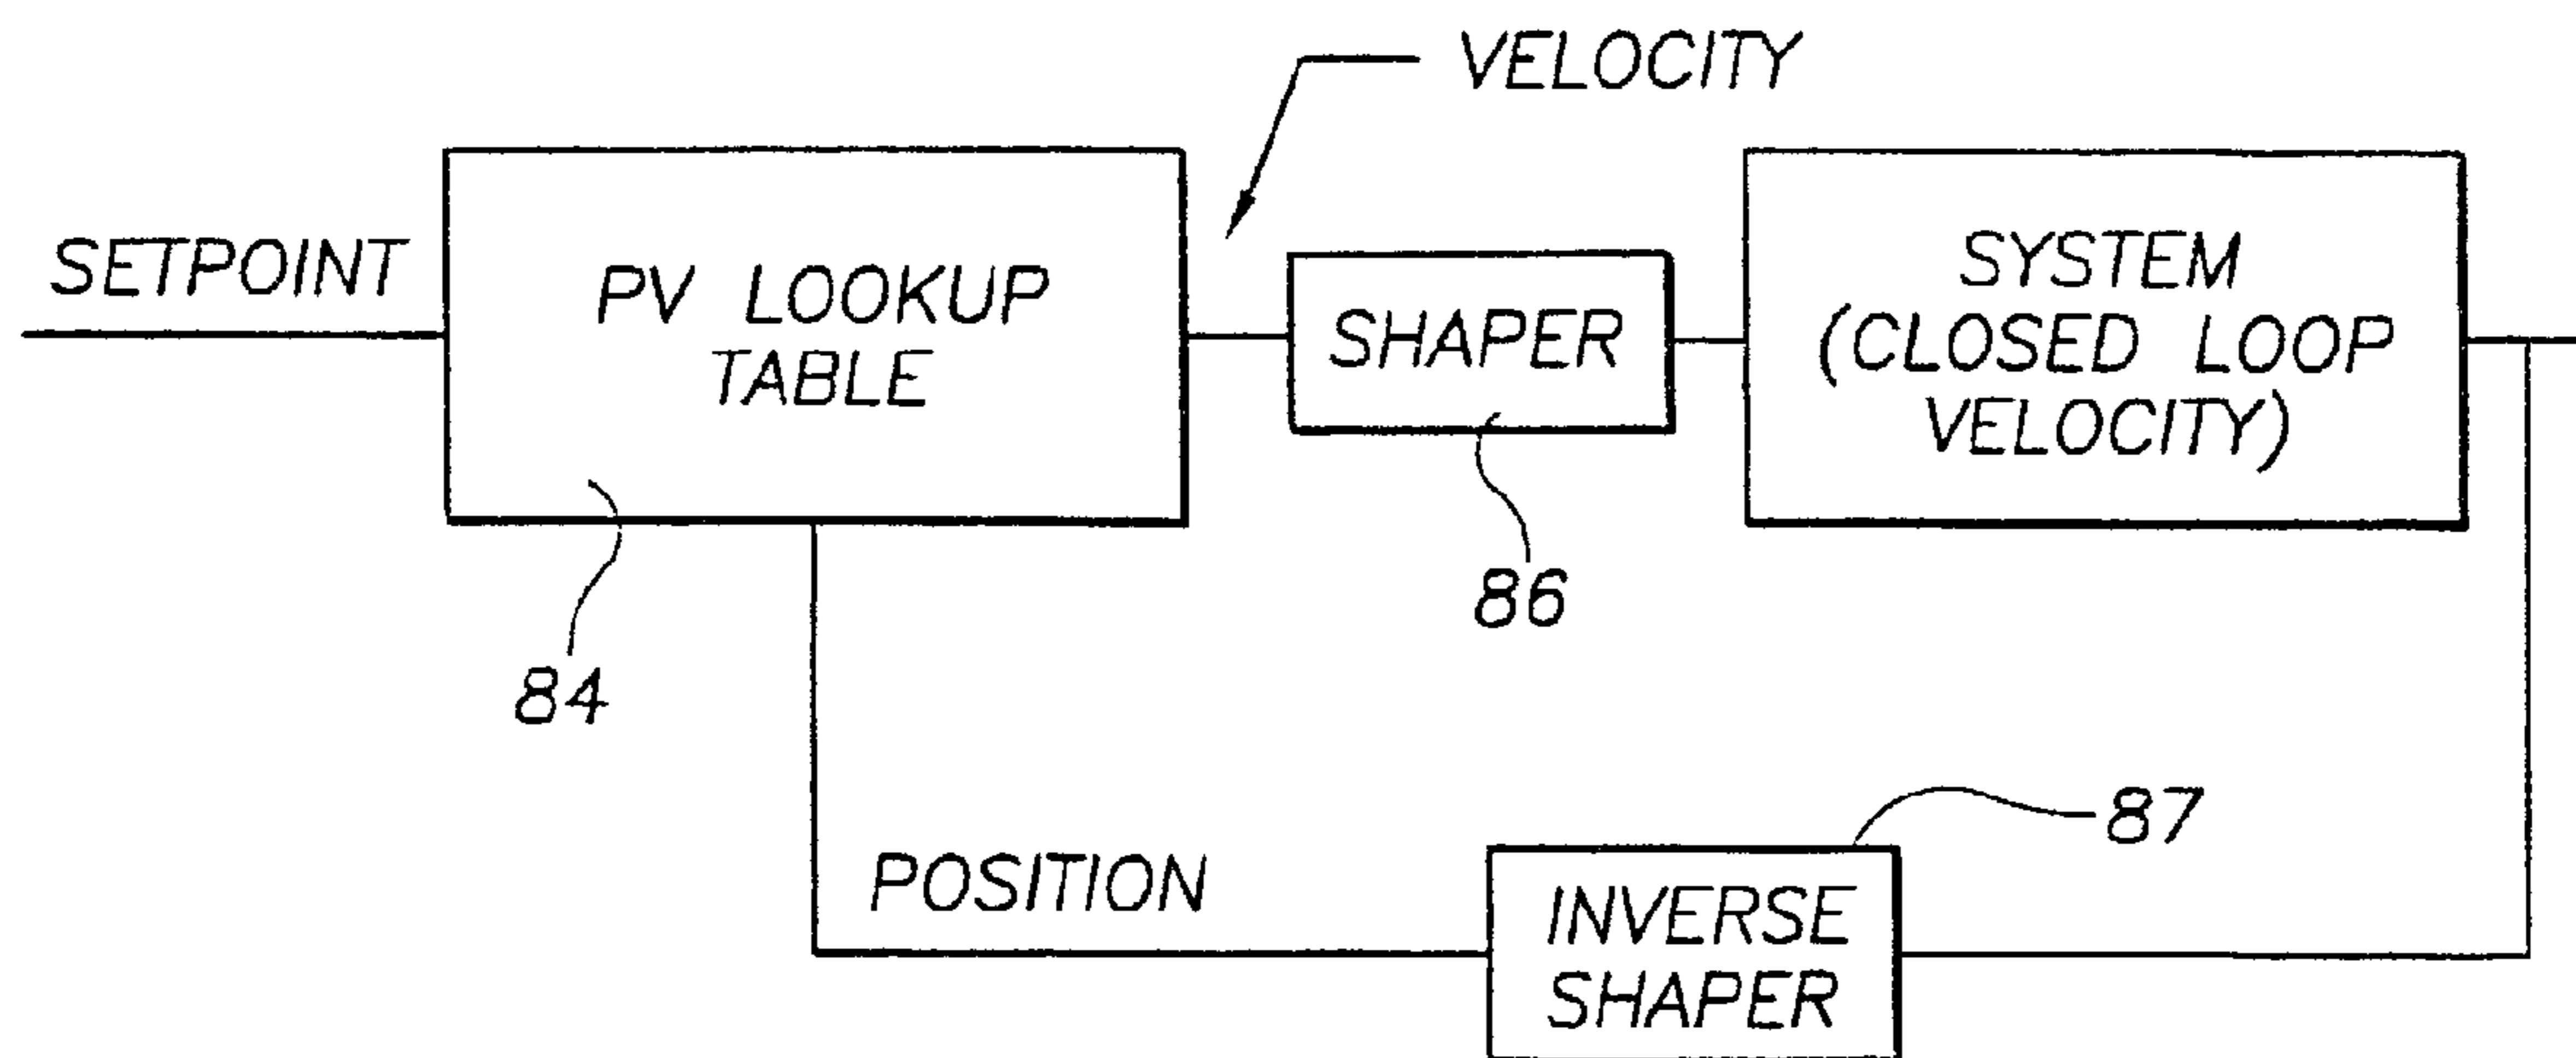 VELOCITY
SETPOINT
PV LOOKUP
TABLE
84
SHAPER
86
SYSTEM
(CLOSED LOOP
VELOCITY)
POSITION
87
INVERSE
SHAPER